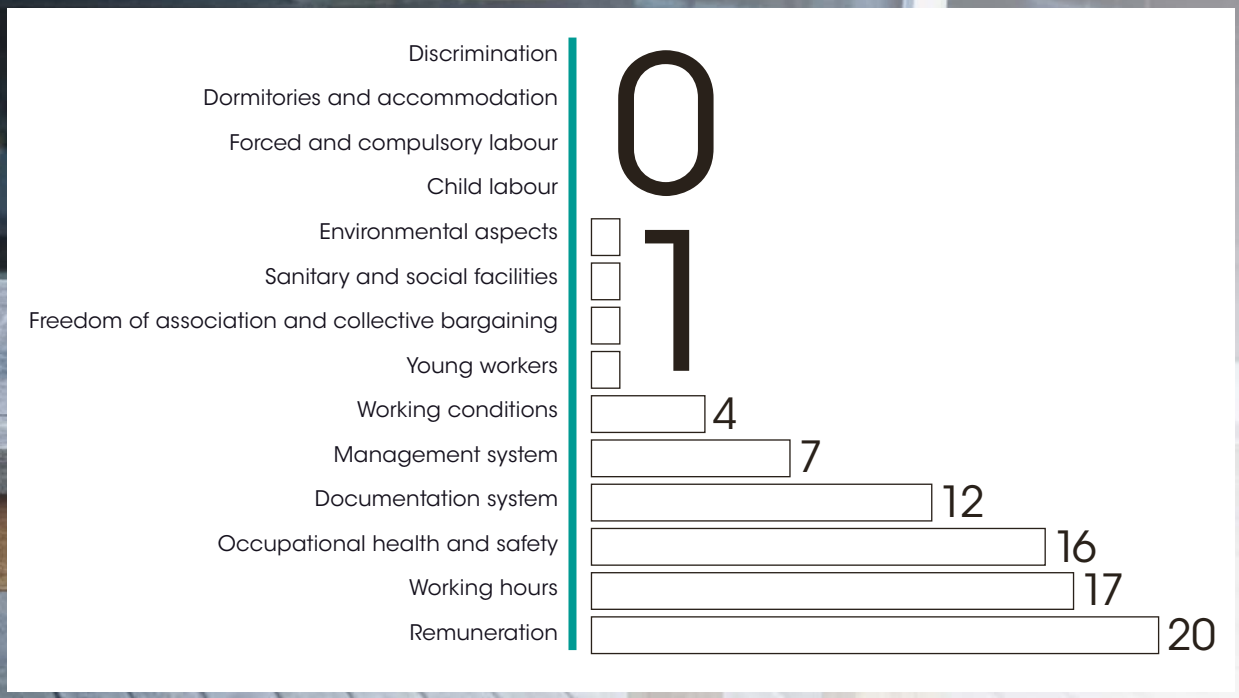 Discrimination
Dormitories and accommodation
Forced and compulsory labour
Child labour
0
Environmental aspects
Sanitary and social facilities
Freedom of association and collective bargaining
Young workers
1
Working conditions 4
Management system 7
Documentation system 12
Occupational health and safety 16
Working hours 17
Remuneration 20